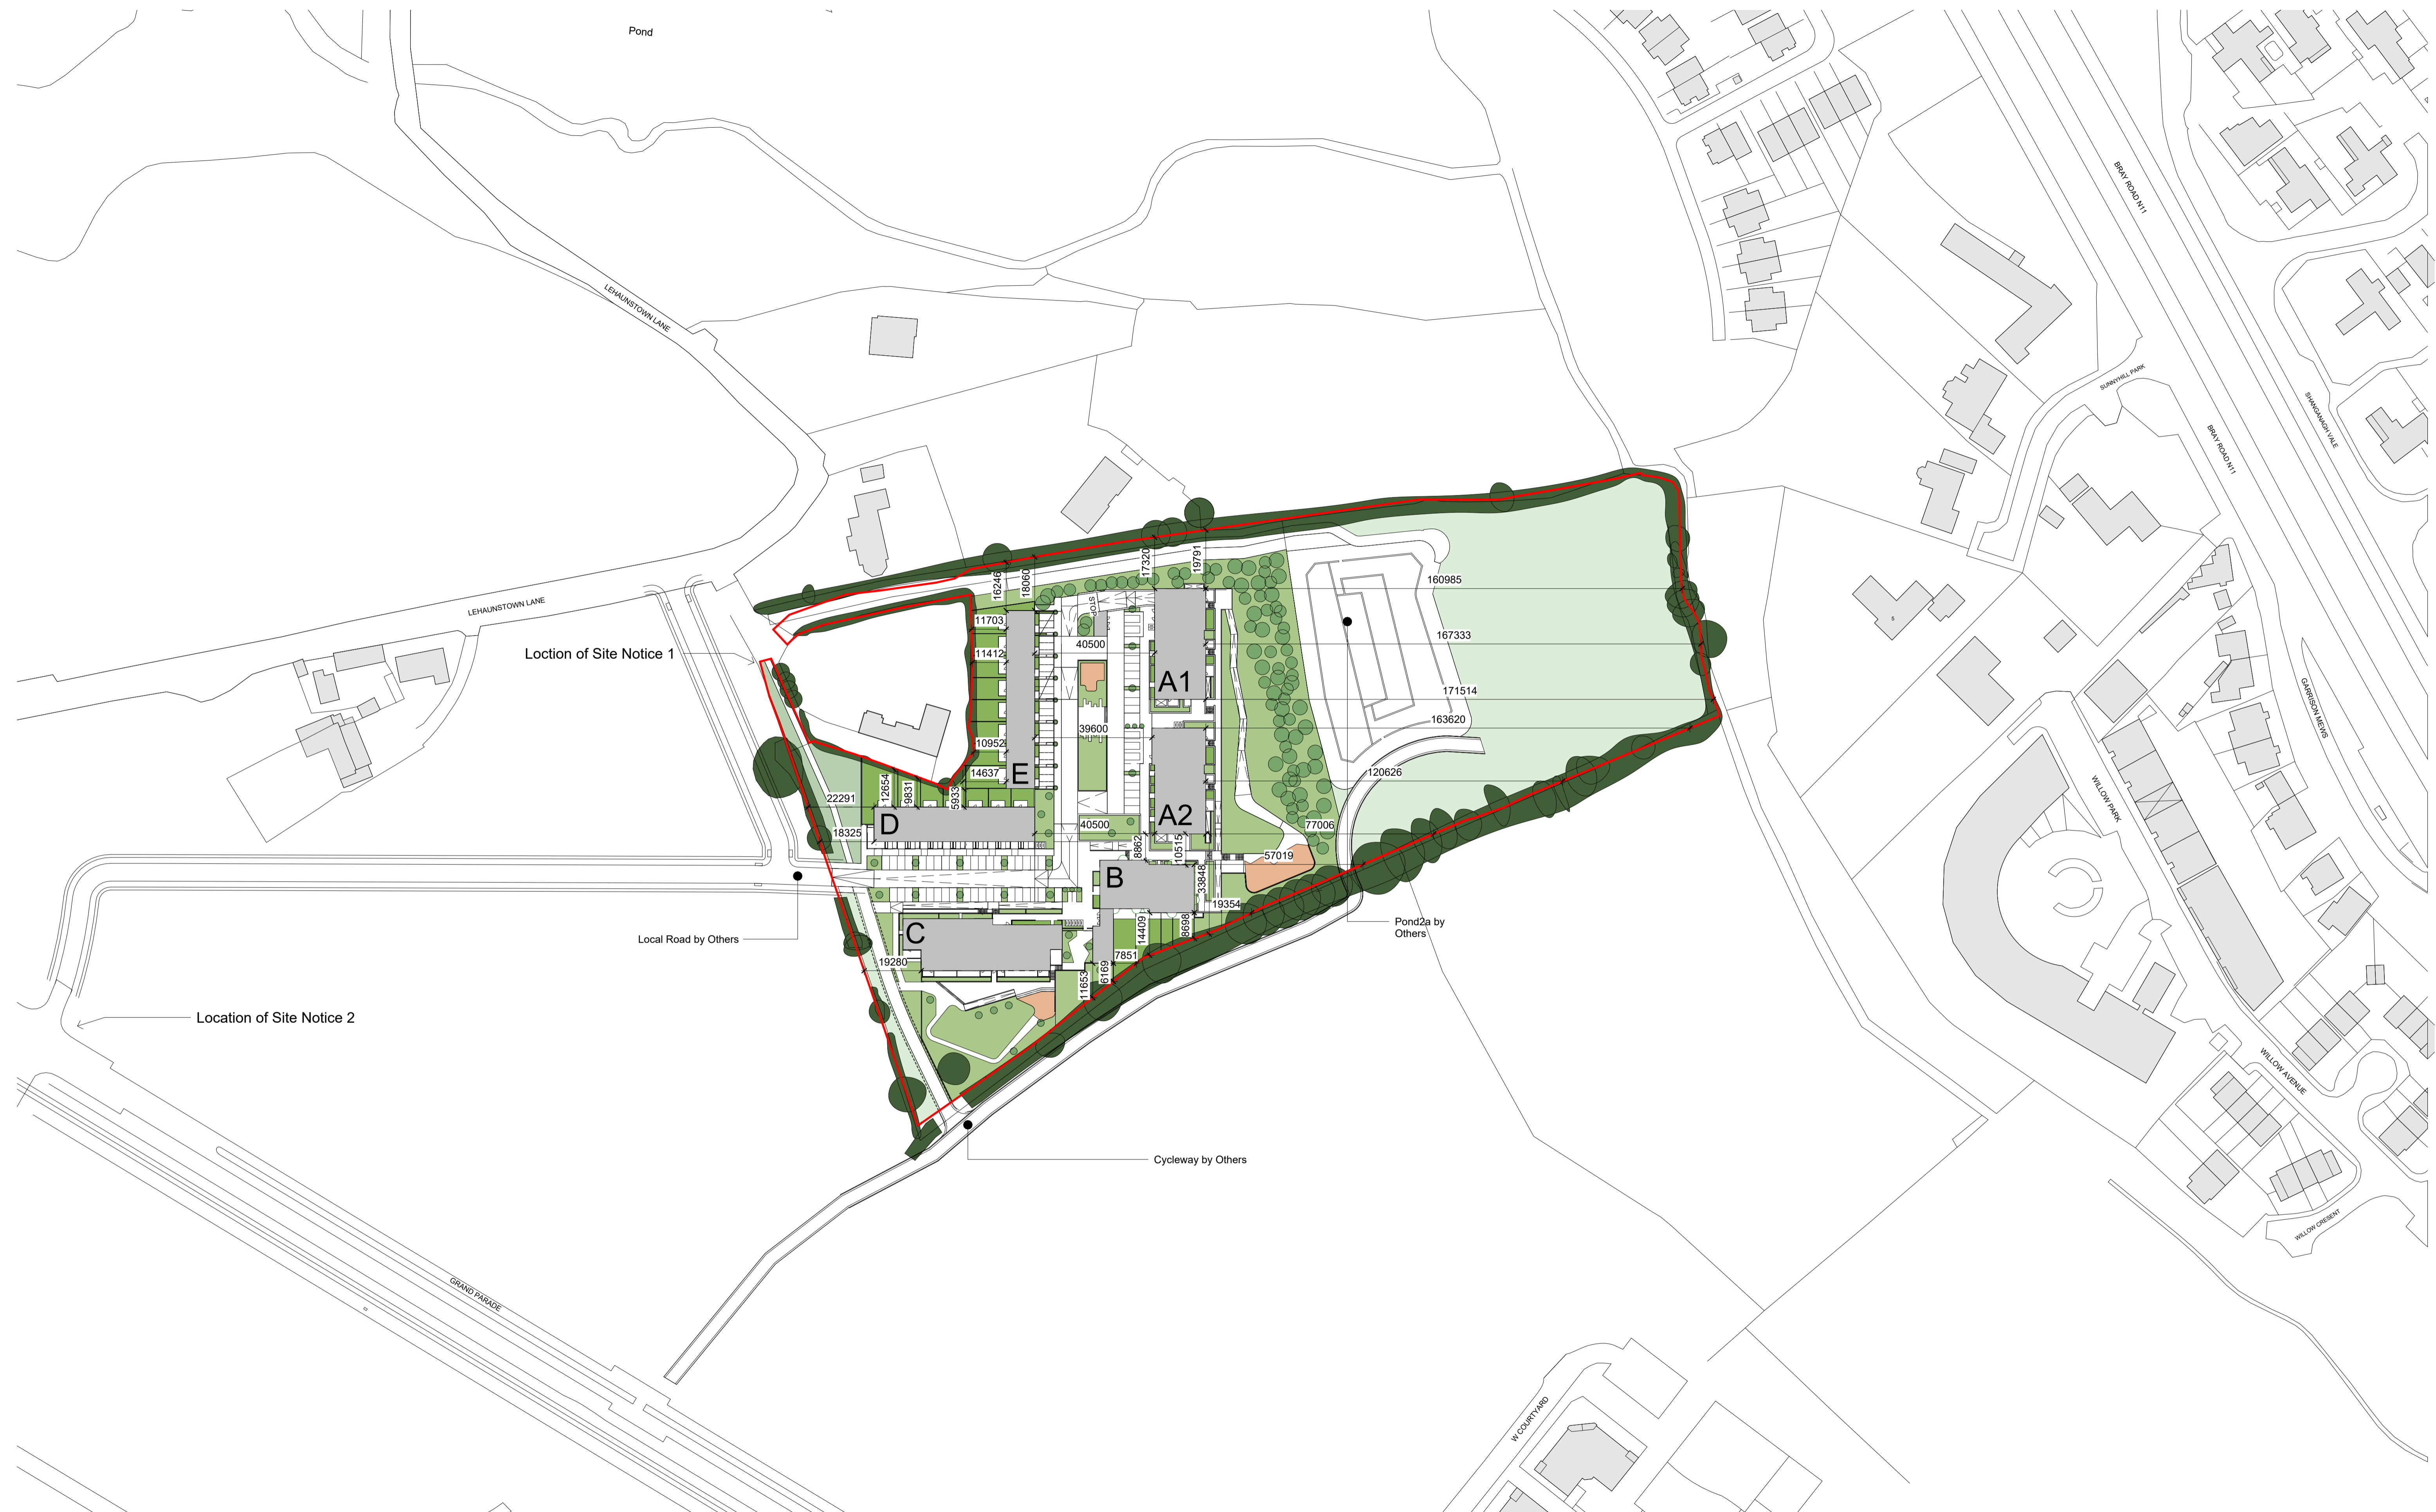 Pond
BRAY ROAD N11
LEHAUNSTOWN LANE
SUNNYHILL PARK
SHANGANAGH VALE
BRAY ROAD N11
17320
19791
16246
18060
160985
STOP
LEHAUNSTOWN LANE
11703
5
167333
40500
Loction of Site Notice 1
11412
A1
171514
GARRISON MEWS
163620
39600
10952
14637
E
120626
12654
9831
5933
22291
WILLOW PARK
A2
D
18325
40500
77006
8862
10515
57019
B
33848
19354
14409
8698
Pond2a by
Others
C
Local Road by Others
7851
19280
6169
11653
Location of Site Notice 2
WILLOW AVENUE
Cycleway by Others
WILLOW CRESENT
GRAND PARADE
W COURTYARD